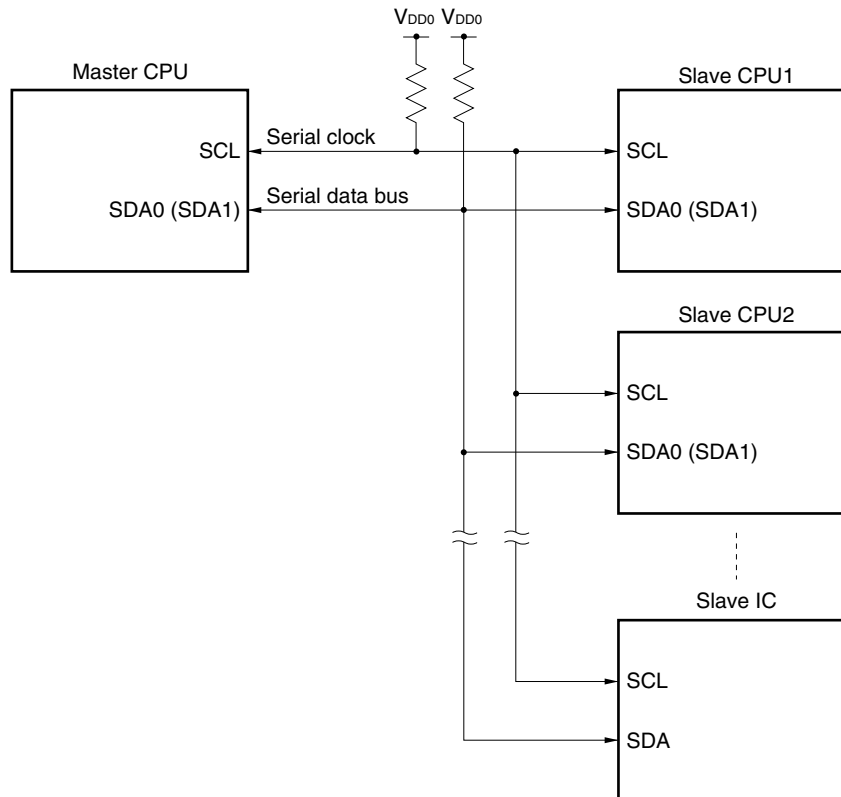 VDD0 VDD0
Master CPU
Slave CPU1
SCL
Serial clock
SCL
SDA0 (SDA1)
Serial data bus
SDA0 (SDA1)
Slave CPU2
SCL
SDA0 (SDA1)
Slave IC
SCL
SDA